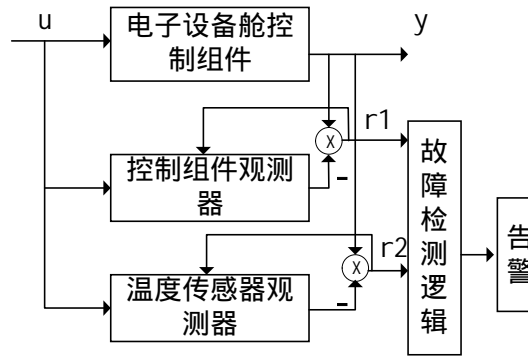 u
电子设备舱控
制组件
y
X
r1
控制组件观测
器
-
X
r2
温度传感器观
测器
-
故
障
检
测
逻
辑
告
警